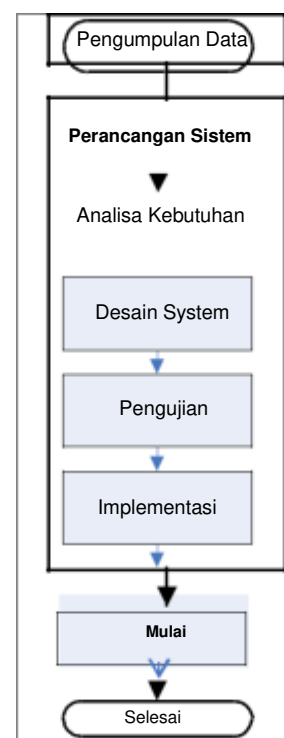 Pengumpulan Data
Perancangan Sistem
Analisa Kebutuhan
Desain System
Pengujian
Implementasi
Mulai
Selesai